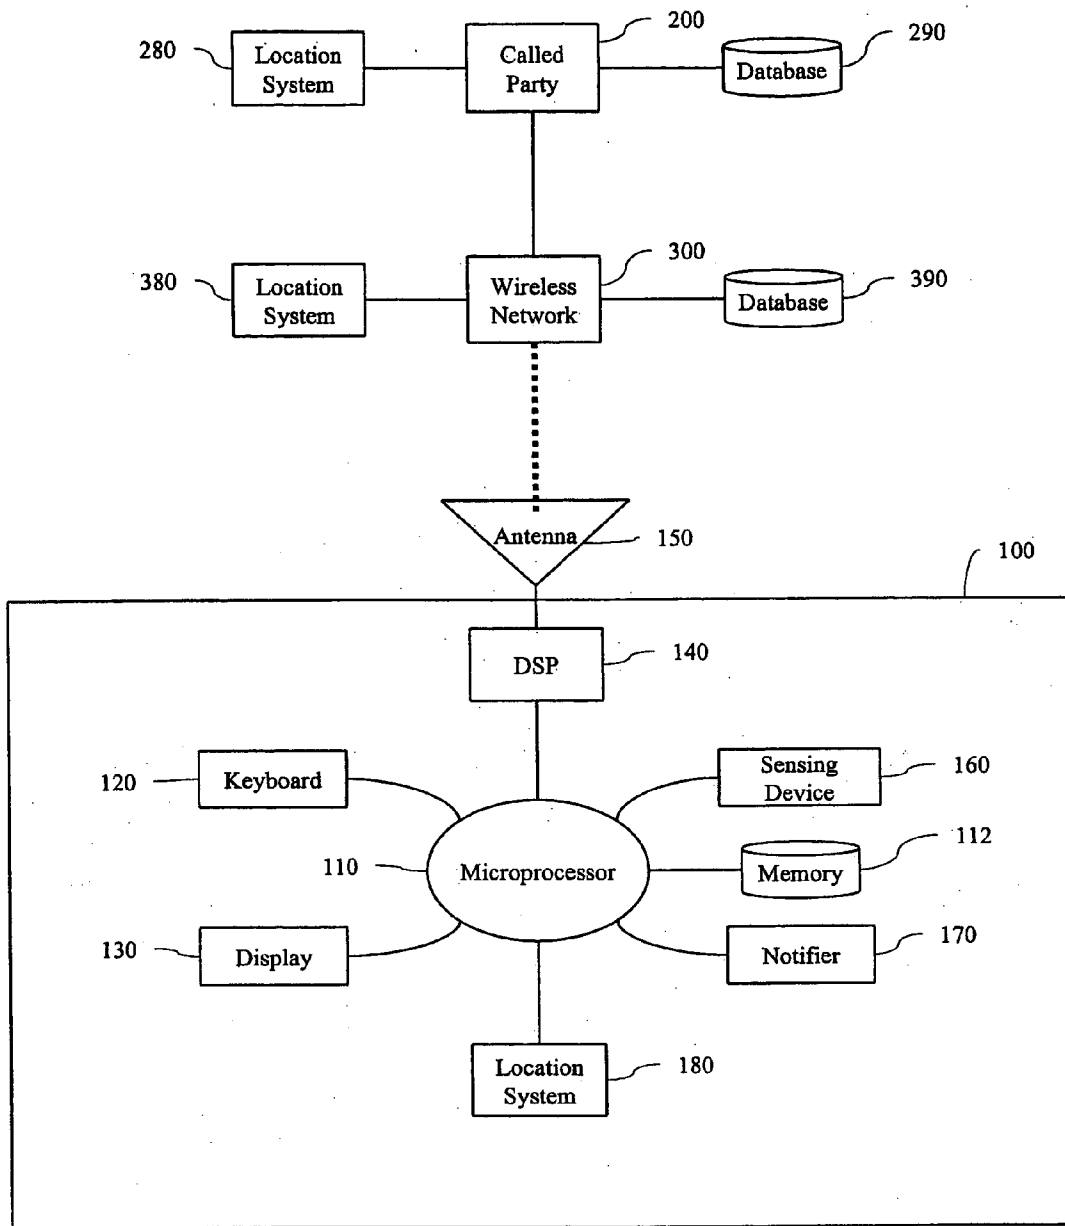 200
280
Location
System
Called
Party
Database
290
300
380
Location
System
Wireless
Network
Database
390
Antenna
150
100
DSP
140
120
Keyboard
Sensing
Device
160
110
Microprocessor
Memory
112
130
Display
Notifier
170
Location
System
180